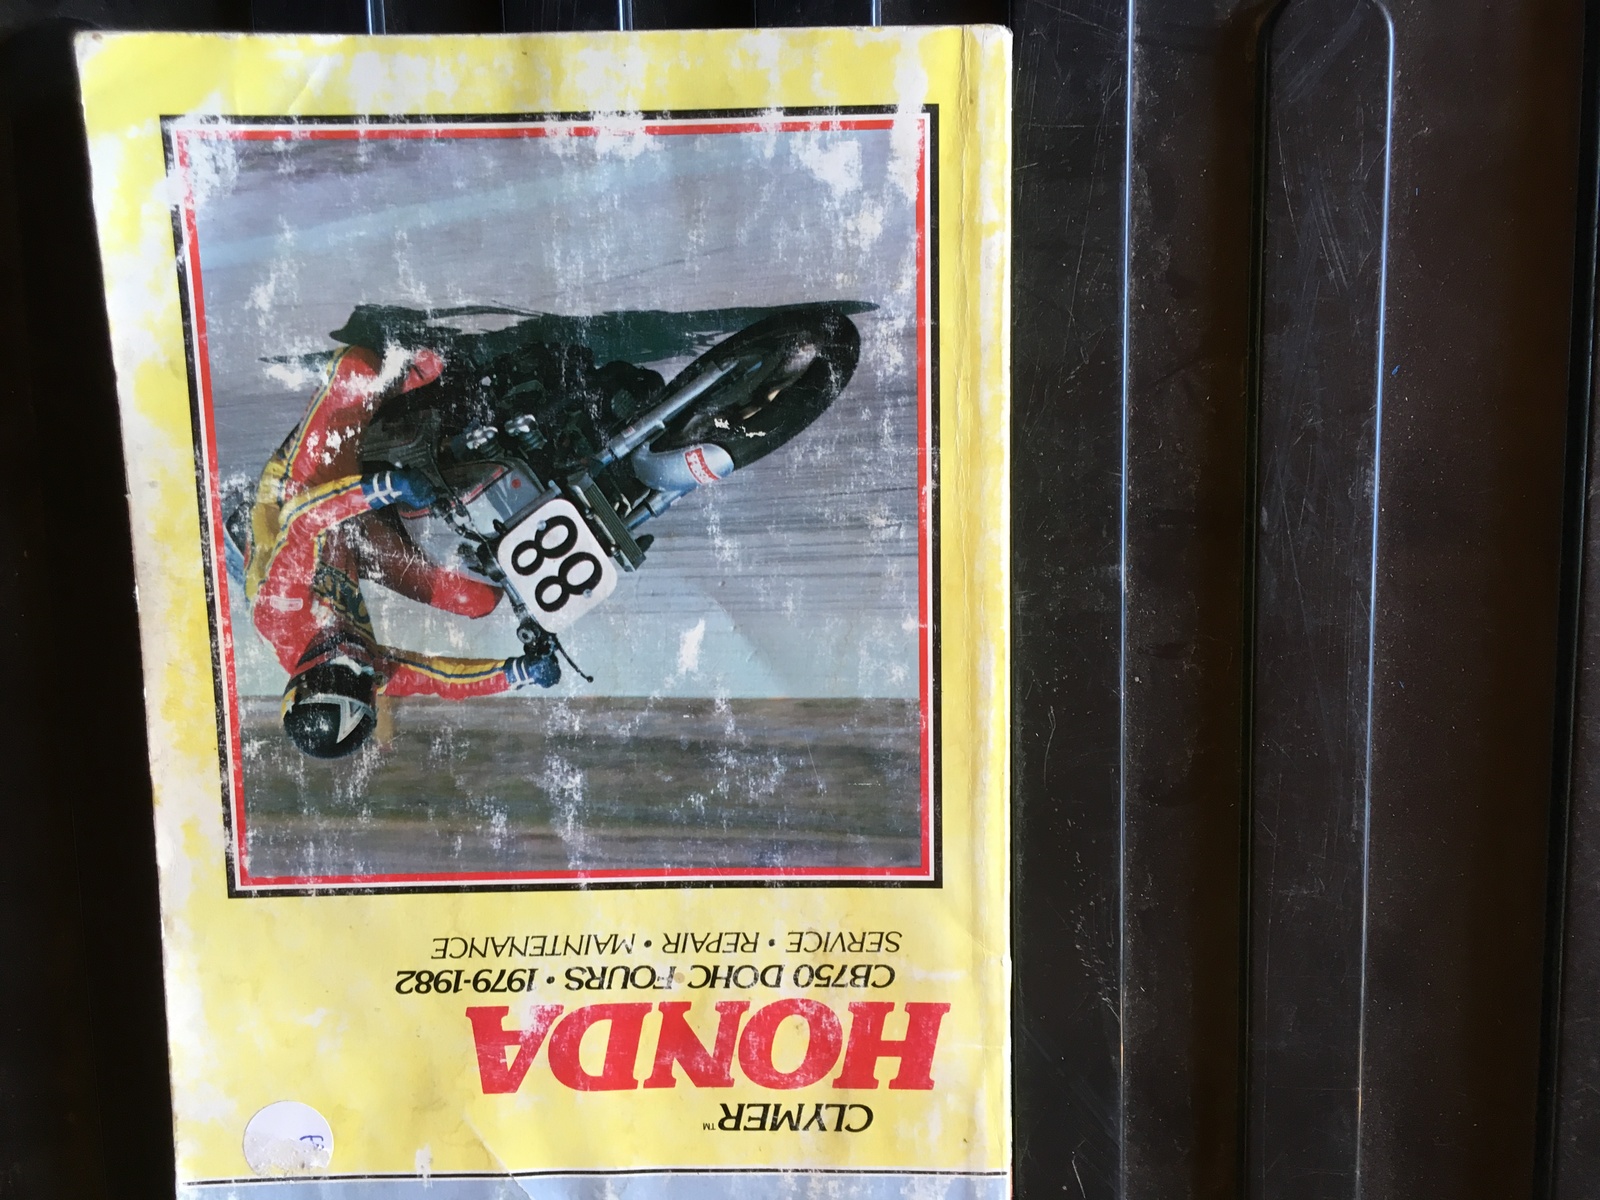 CLYMER™
HONDA
CB750 DOHC FOURS • 1979-1982
SERVICE • REPAIR • MAINTENANCE
88